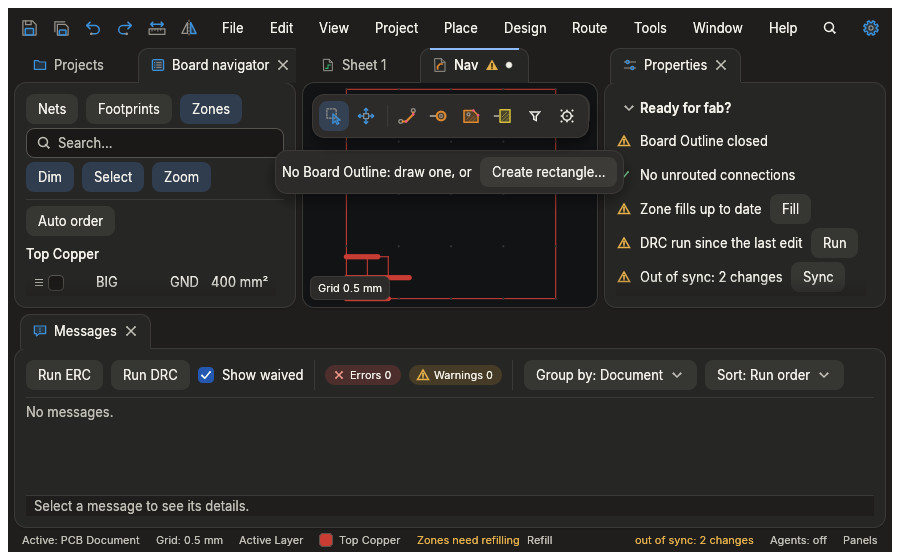 File Edit View Project Place Design Route Tools Window Help
Projects Board navigator Sheet 1 Nav Properties
Nets Footprints Zones
Search...
Dim Select Zoom
Auto order
Top Copper
BIG GND 400 mm²
No Board Outline: draw one, or Create rectangle...
Grid 0.5 mm
Ready for fab?
Board Outline closed
No unrouted connections
Zone fills up to date Fill
DRC run since the last edit Run
Out of sync: 2 changes Sync
Messages
Run ERC Run DRC Show waived Errors 0 Warnings 0 Group by: Document Sort: Run order
No messages.
Select a message to see its details.
Active: PCB Document Grid: 0.5 mm Active Layer Top Copper Zones need refilling Refill out of sync: 2 changes Agents: off Panels